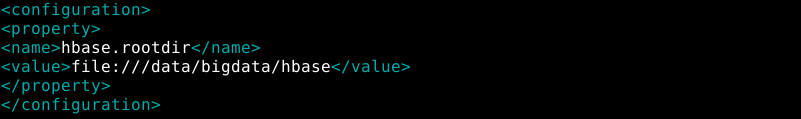 <configuration>
<property>
<name>hbase.rootdir</name>
<value>file:///data/bigdata/hbase</value>
</property>
</configuration>